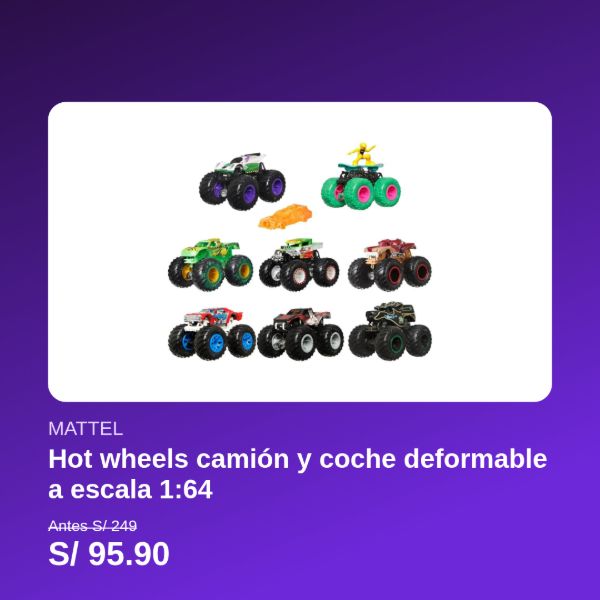 MATTEL
Hot wheels camión y coche deformable
a escala 1:64
Antes S/ 249
S/ 95.90